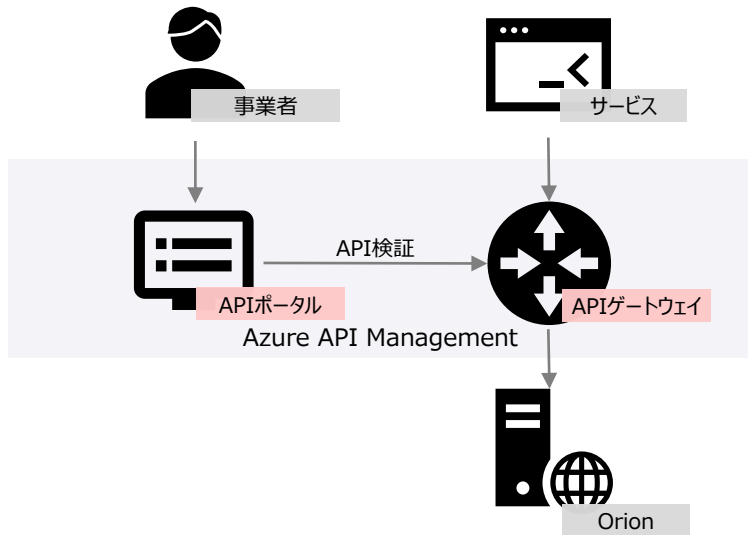 事業者
サービス
API検証
APIポータル
APIゲートウェイ
Azure API Management
Orion